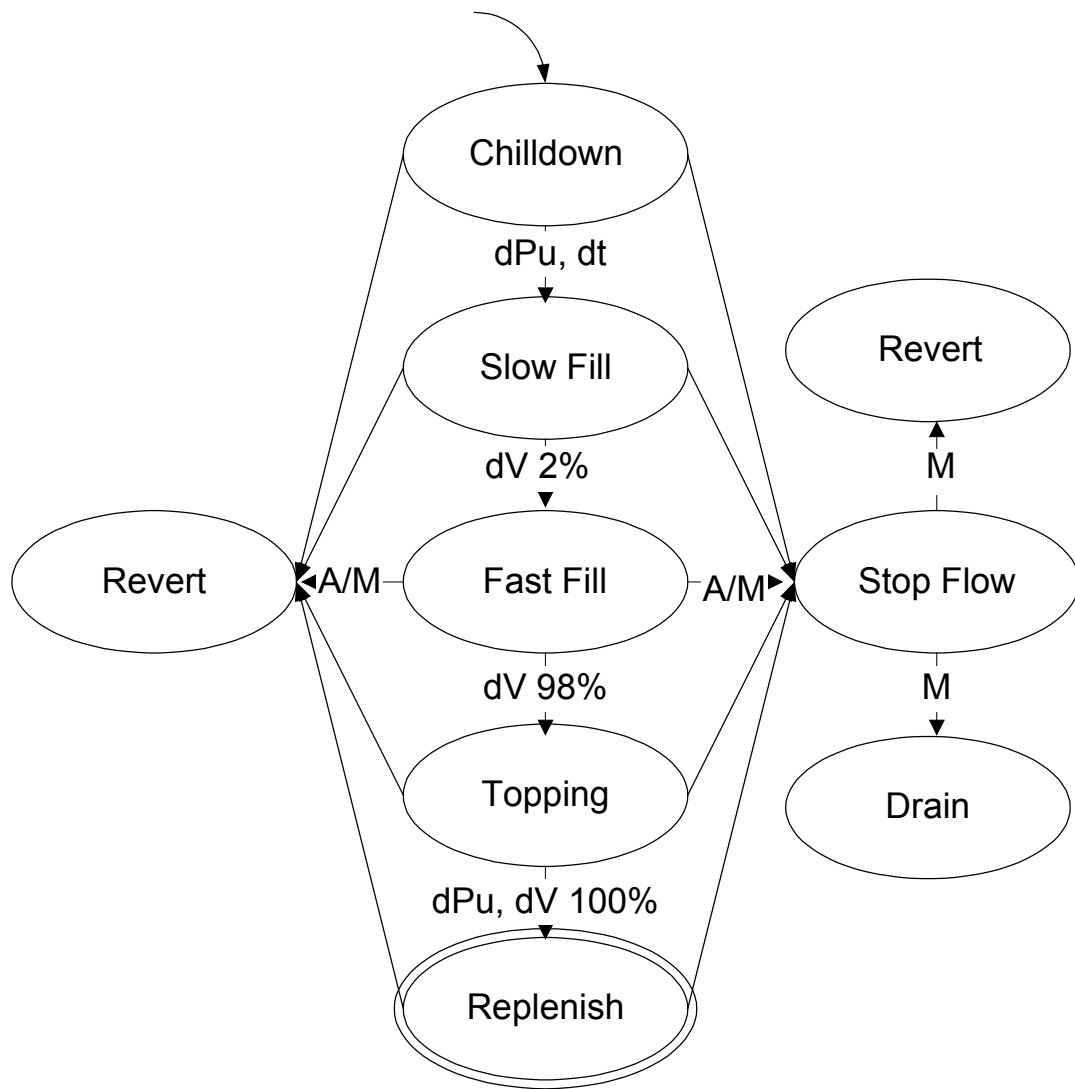 Chilldown
dPu, dt
Slow Fill
Revert
dV 2%
M
Revert
A/M
Fast Fill
A/M
Stop Flow
dV 98%
M
Topping
Drain
dPu, dV 100%
Replenish